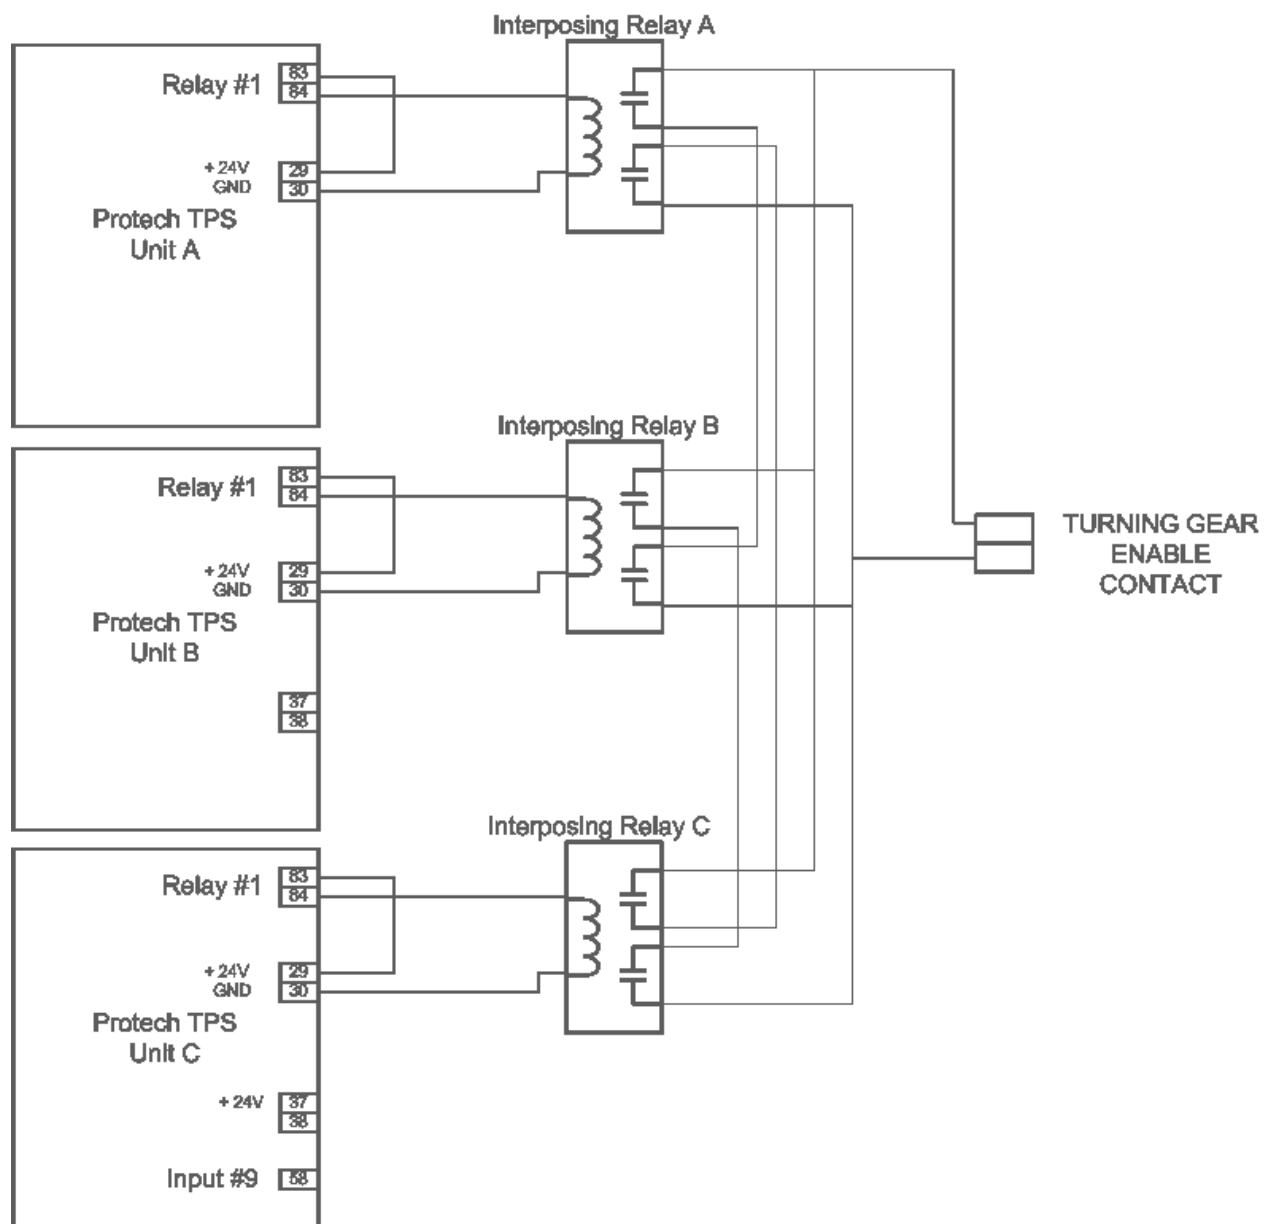 Interposing Relay A
Relay #1
83
84
+ 24V
29
GND
30
Protech TPS
Unit A
Interposing Relay B
Relay #1
83
84
+ 24V
29
GND
30
Protech TPS
Unit B
37
38
TURNING GEAR
ENABLE
CONTACT
Interposing Relay C
Relay #1
83
84
+ 24V
29
GND
30
Protech TPS
Unit C
+ 24V
37
38
Input #9
58